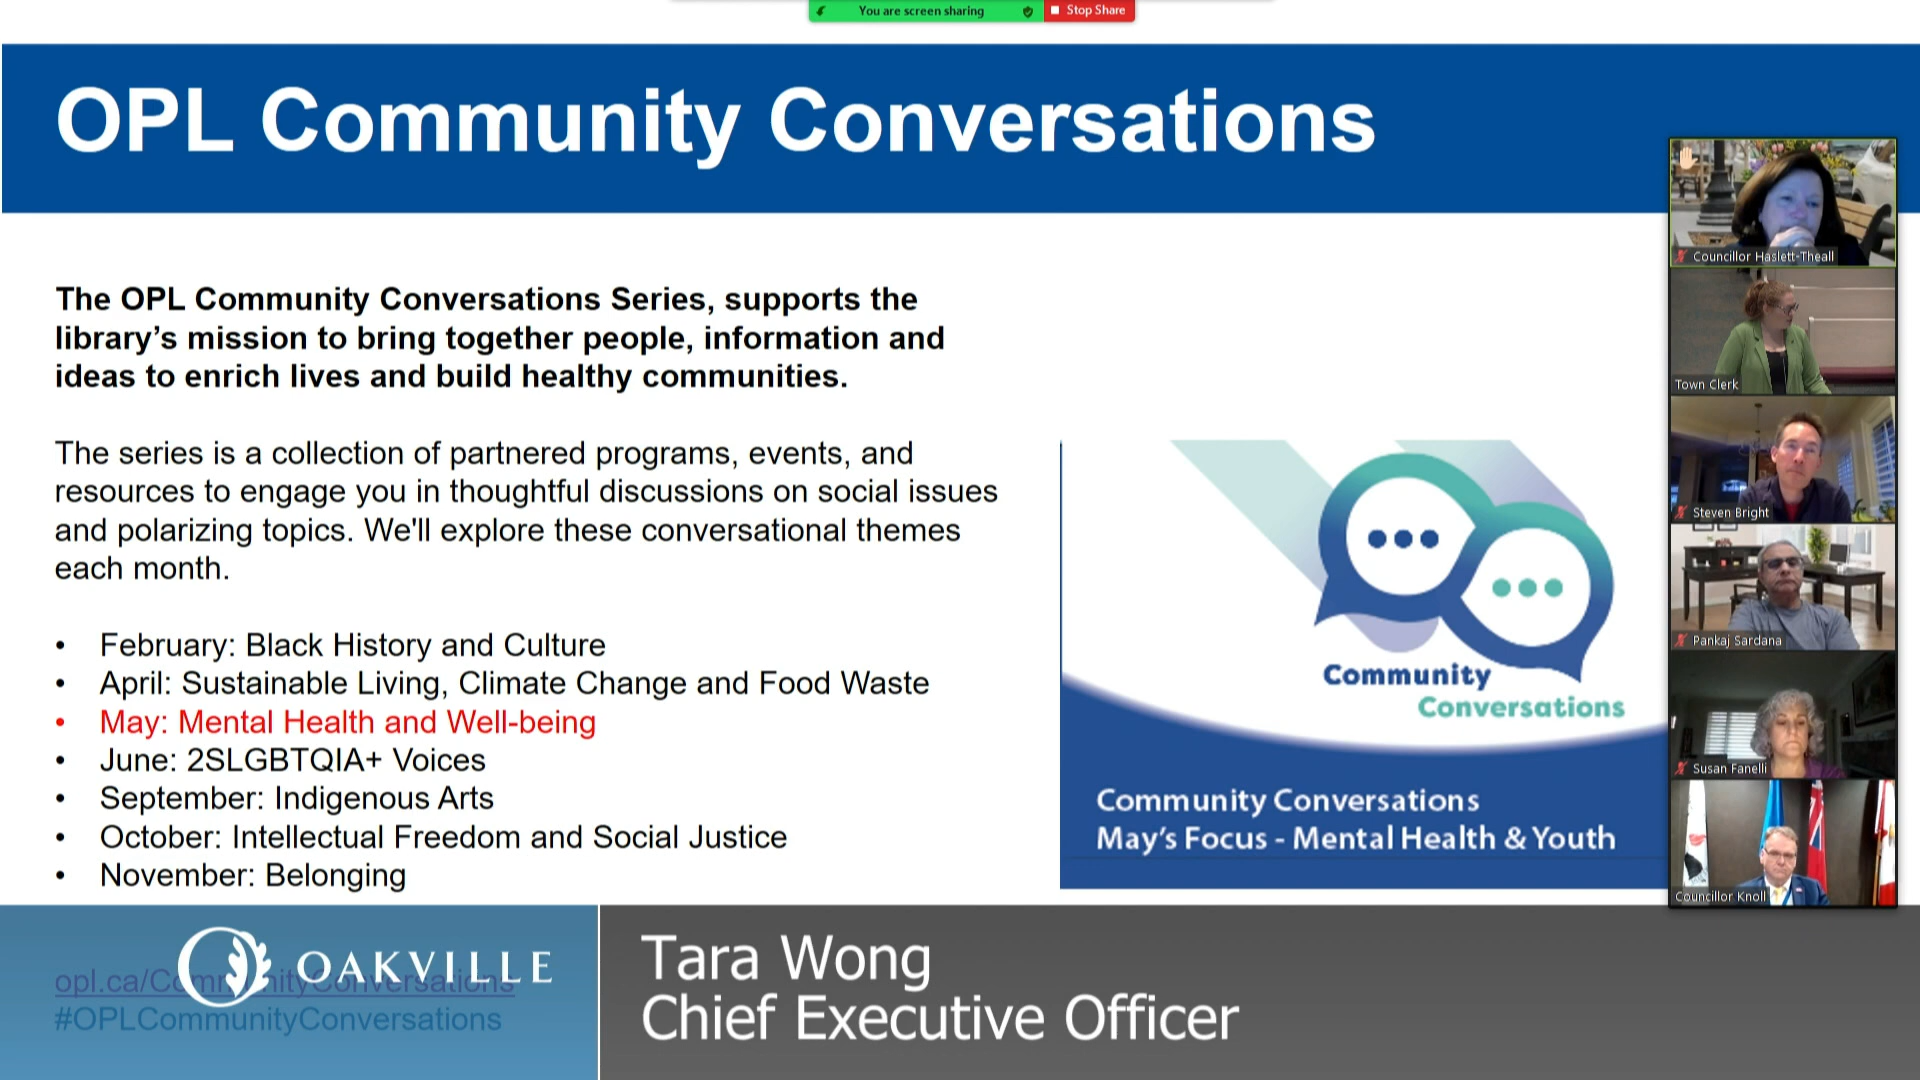 You are screen sharing
Stop Share
OPL Community Conversations
The OPL Community Conversations Series, supports the
library's mission to bring together people, information and
ideas to enrich lives and build healthy communities.
The series is a collection of partnered programs, events, and
resources to engage you in thoughtful discussions on social issues
and polarizing topics. We'll explore these conversational themes
each month.
• February: Black History and Culture
• April: Sustainable Living, Climate Change and Food Waste
• May: Mental Health and Well-being
• June: 2SLGBTQIA+ Voices
• September: Indigenous Arts
• October: Intellectual Freedom and Social Justice
• November: Belonging
Community
Conversations
Community Conversations
May's Focus - Mental Health & Youth
Councillor Haslett-Theall
Town Clerk
Steven Bright
Pankaj Sardana
Susan Fanelli
Councillor Knoll
opl.ca/CommunityConversations
#OPLCommunityConversations
OAKVILLE
Tara Wong
Chief Executive Officer